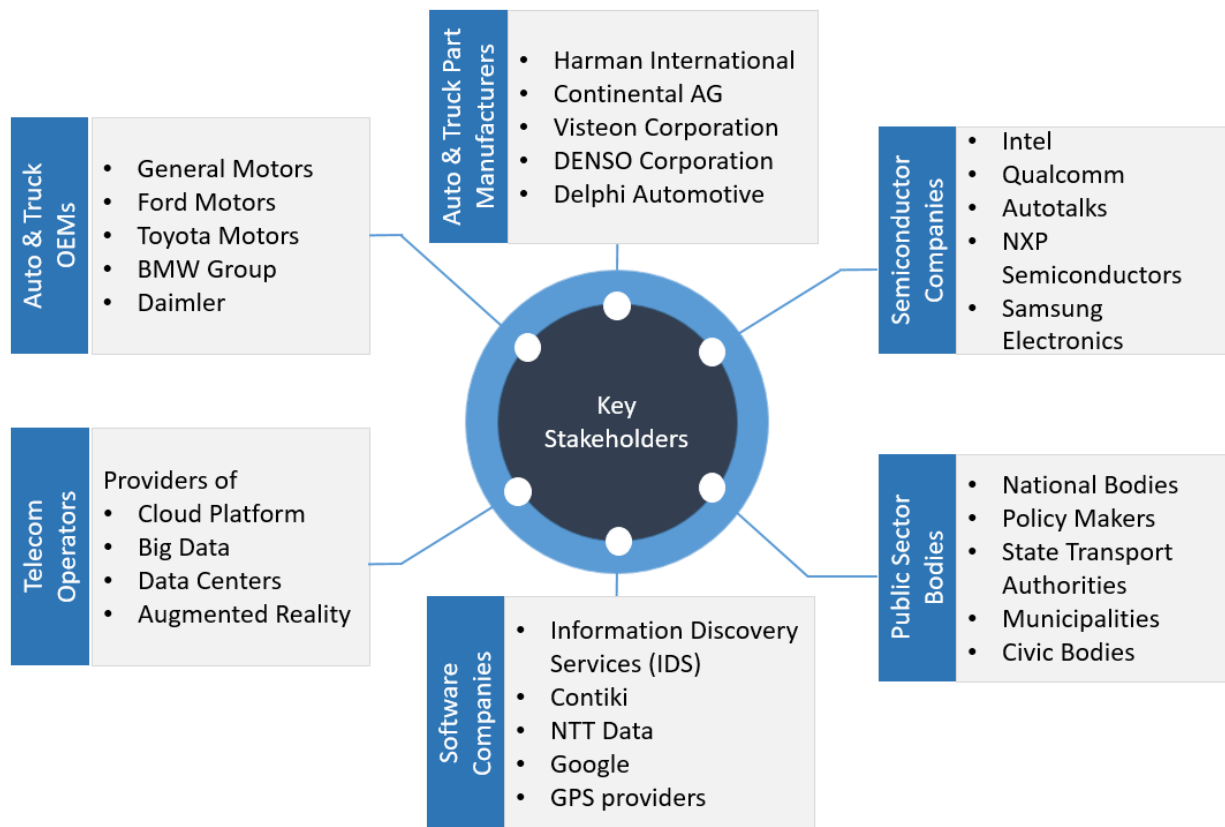 Auto & Truck Part
Manufacturers
• Harman International
• Continental AG
• Visteon Corporation
• DENSO Corporation
• Delphi Automotive
Auto & Truck
OEMs
• General Motors
• Ford Motors
• Toyota Motors
• BMW Group
• Daimler
Semiconductor
Companies
• Intel
• Qualcomm
• Autotalks
• NXP
Semiconductors
• Samsung
Electronics
Key
Stakeholders
Telecom
Operators
Providers of
• Cloud Platform
• Big Data
• Data Centers
• Augmented Reality
Public Sector
Bodies
• National Bodies
• Policy Makers
• State Transport
Authorities
• Municipalities
• Civic Bodies
Software
Companies
• Information Discovery
Services (IDS)
• Contiki
• NTT Data
• Google
• GPS providers